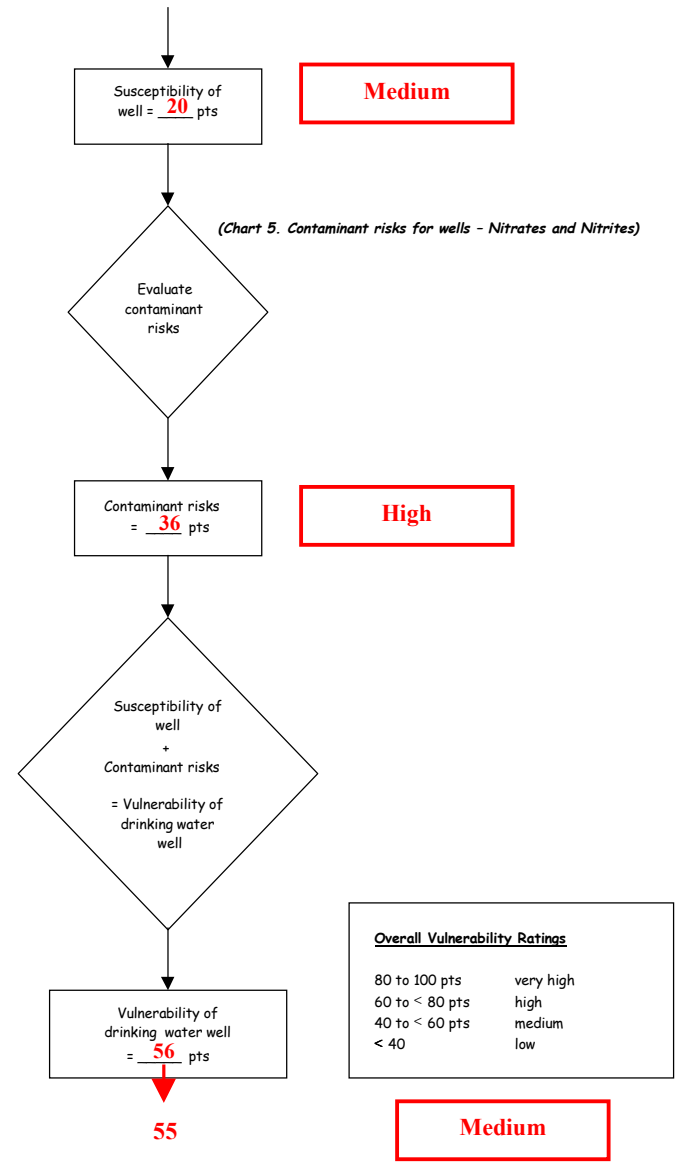 Susceptibility of
well = 20 pts
Medium
(Chart 5. Contaminant risks for wells – Nitrates and Nitrites)
Evaluate
contaminant
risks
Contaminant risks
= 36 pts
High
Susceptibility of
well
+
Contaminant risks
= Vulnerability of
drinking water
well
Overall Vulnerability Ratings
80 to 100 pts very high
60 to < 80 pts high
40 to < 60 pts medium
< 40 low
Vulnerability of
drinking water well
= 56 pts
55
Medium